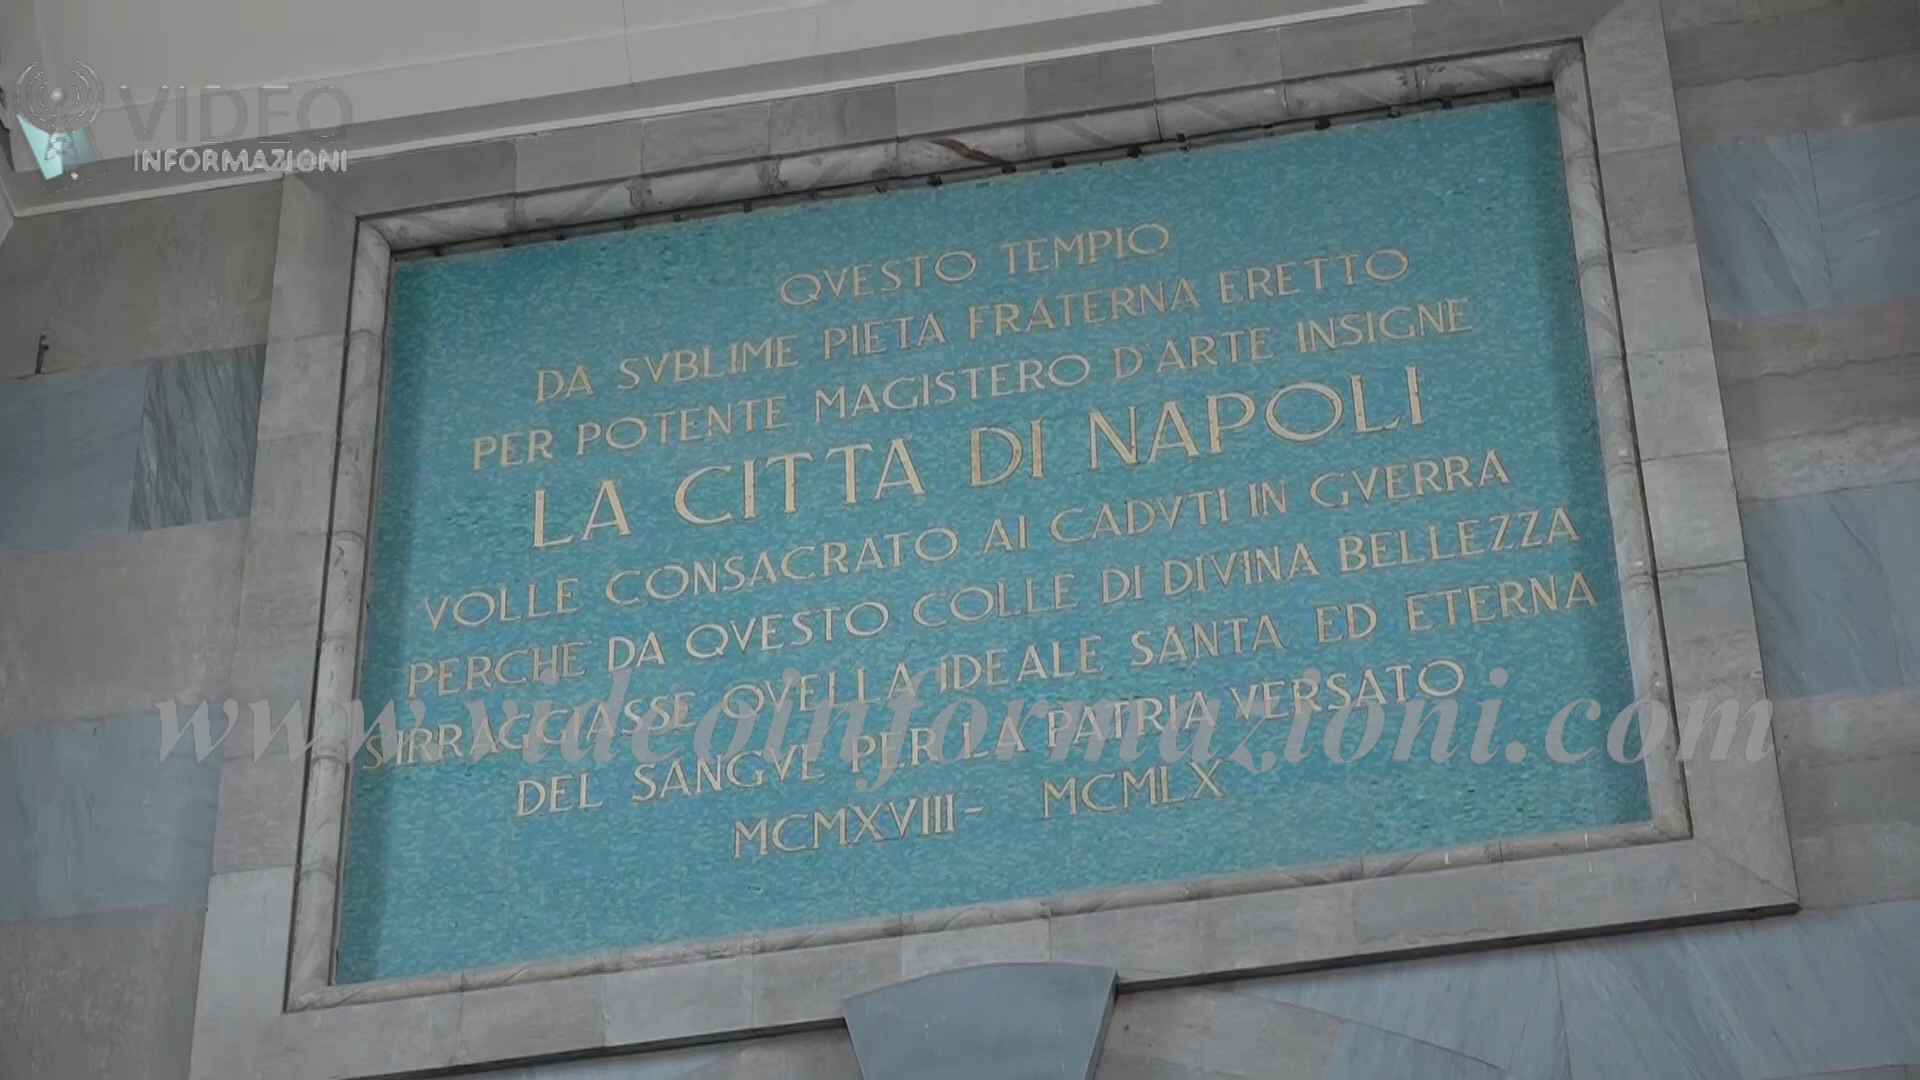 VIDEO
INFORMAZIONI
QVESTO TEMPIO
DA SVBLIME PIETA FRATERNA ERETTO
PER POTENTE MAGISTERO D'ARTE INSIGNE
LA CITTA DI NAPOLI
VOLLE CONSACRATO AI CADVTI IN GVERRA
PERCHE DA QVESTO COLLE DI DIVINA BELLEZZA
SIRRAGGIASSE QVELLA IDEALE SANTA ED ETERNA
www.videoinformazioni.com
DEL SANGVE PER LA PATRIA VERSATO
MCMXVIII - MCMLX